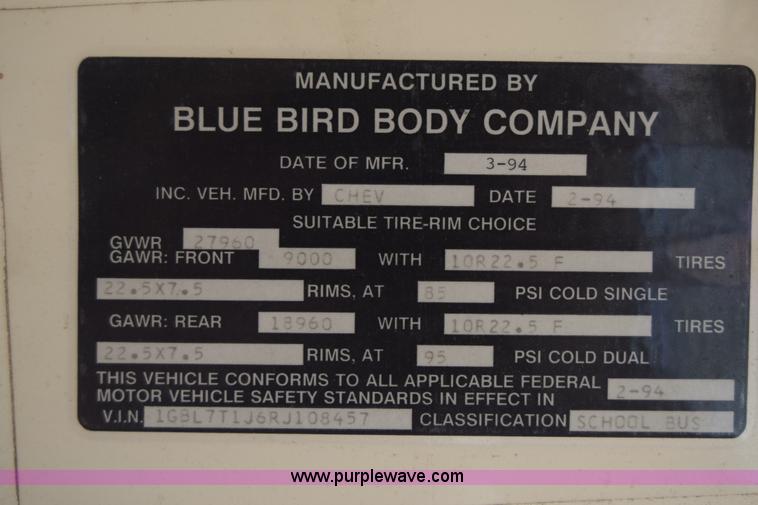 MANUFACTURED BY
BLUE BIRD BODY COMPANY
DATE OF MFR. 3-94
INC. VEH. MFD. BY CHEV DATE 2-94
SUITABLE TIRE-RIM CHOICE
GVWR 27960
GAWR: FRONT 9000 WITH 10R22.5 F TIRES
22.5X7.5 RIMS, AT 85 PSI COLD SINGLE
GAWR: REAR 18960 WITH 10R22.5 F TIRES
22.5X7.5 RIMS, AT 95 PSI COLD DUAL
THIS VEHICLE CONFORMS TO ALL APPLICABLE FEDERAL
MOTOR VEHICLE SAFETY STANDARDS IN EFFECT IN 2-94
V.I.N. 1GBL7T1J6RJ108457 CLASSIFICATION SCHOOL BUS
www.purplewave.com